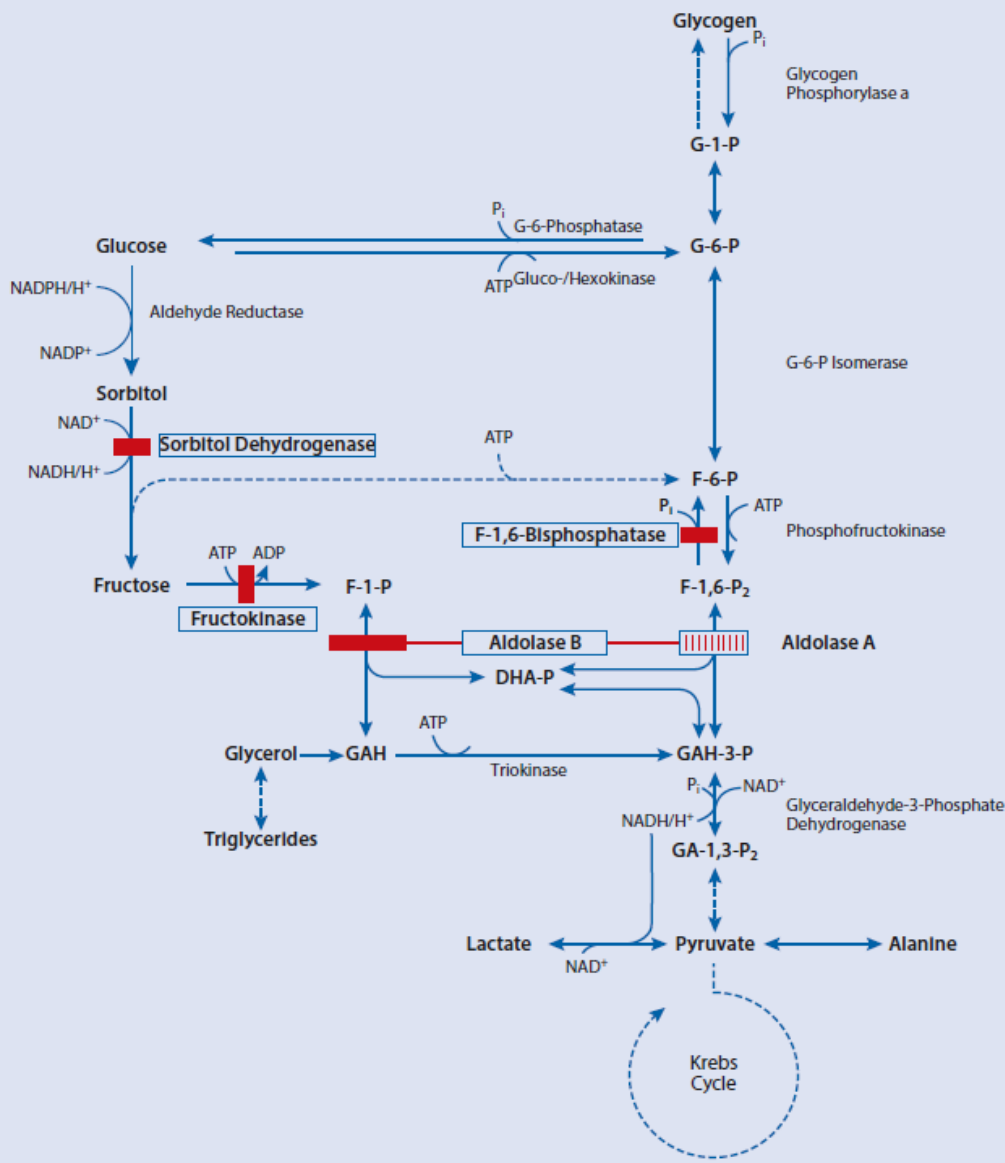 Glycogen
Pi
Glycogen
Phosphorylase a
G-1-P
Pi
G-6-Phosphatase
Glucose
G-6-P
ATP
Gluco-/Hexokinase
NADPH/H+
Aldehyde Reductase
NADP+
G-6-P Isomerase
Sorbitol
NAD+
Sorbitol Dehydrogenase
ATP
NADH/H+
F-6-P
Pi
ATP
F-1,6-Bisphosphatase
Phosphofructokinase
ATP
ADP
Fructose
F-1-P
F-1,6-P2
Fructokinase
Aldolase B
Aldolase A
DHA-P
ATP
Glycerol
GAH
GAH-3-P
Triokinase
Pi
NAD+
Glyceraldehyde-3-Phosphate
Dehydrogenase
NADH/H+
Triglycerides
GA-1,3-P2
Lactate
Pyruvate
Alanine
NAD+
Krebs
Cycle